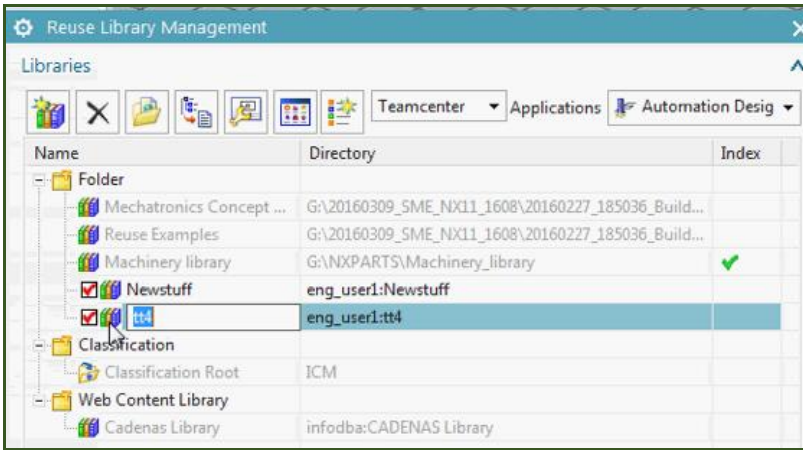 Reuse Library Management
Libraries
Teamcenter Applications Automation Desig
Name Directory Index
Folder
Mechatronics Concept ... G:\20160309_SME_NX11_1608\20160227_185036_Build...
Reuse Examples G:\20160309_SME_NX11_1608\20160227_185036_Build...
Machinery library G:\NXPARTS\Machinery_library
Newstuff eng_user1:Newstuff
tt4 eng_user1:tt4
Classification
Classification Root ICM
Web Content Library
Cadenas Library infodba:CADENAS Library